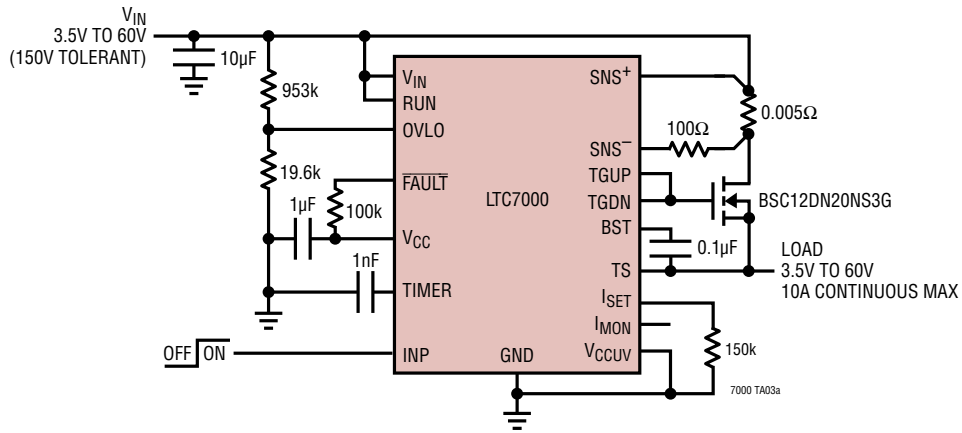 VIN
3.5V TO 60V
(150V TOLERANT)
10µF
953k
19.6k
1µF
100k
1nF
OFF ON
VIN
RUN
OVLO
FAULT
VCC
TIMER
INP
GND
LTC7000
SNS+
SNS−
TGUP
TGDN
BST
TS
ISET
IMON
VCCUV
100Ω
0.005Ω
BSC12DN20NS3G
0.1µF
LOAD
3.5V TO 60V
10A CONTINUOUS MAX
150k
7000 TA03a